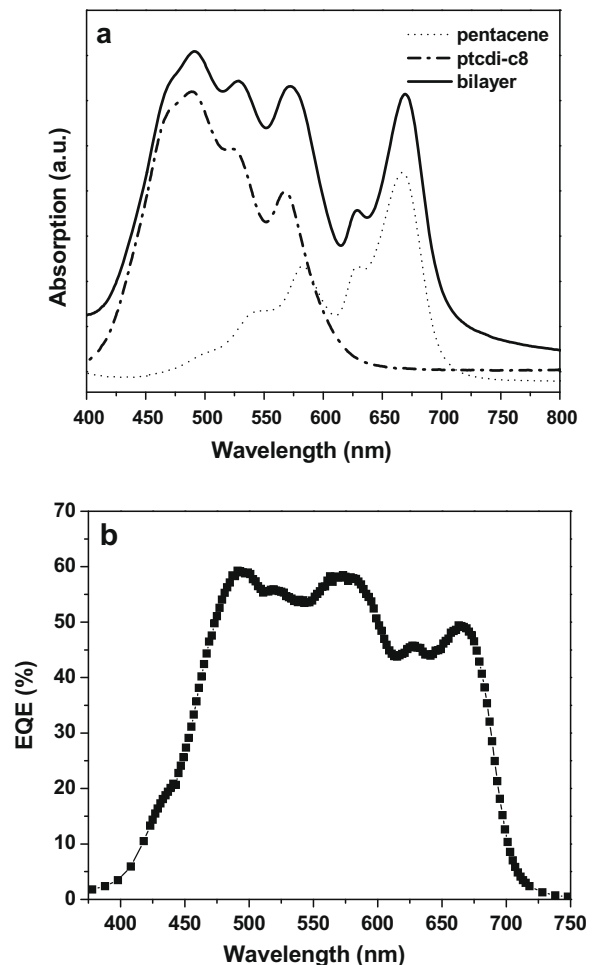 a
pentacene
ptcdi-c8
bilayer
Absorption (a.u.)
400 450 500 550 600 650 700 750 800
Wavelength (nm)
b
70
60
50
40
30
20
10
0
EQE (%)
400 450 500 550 600 650 700 750
Wavelength (nm)